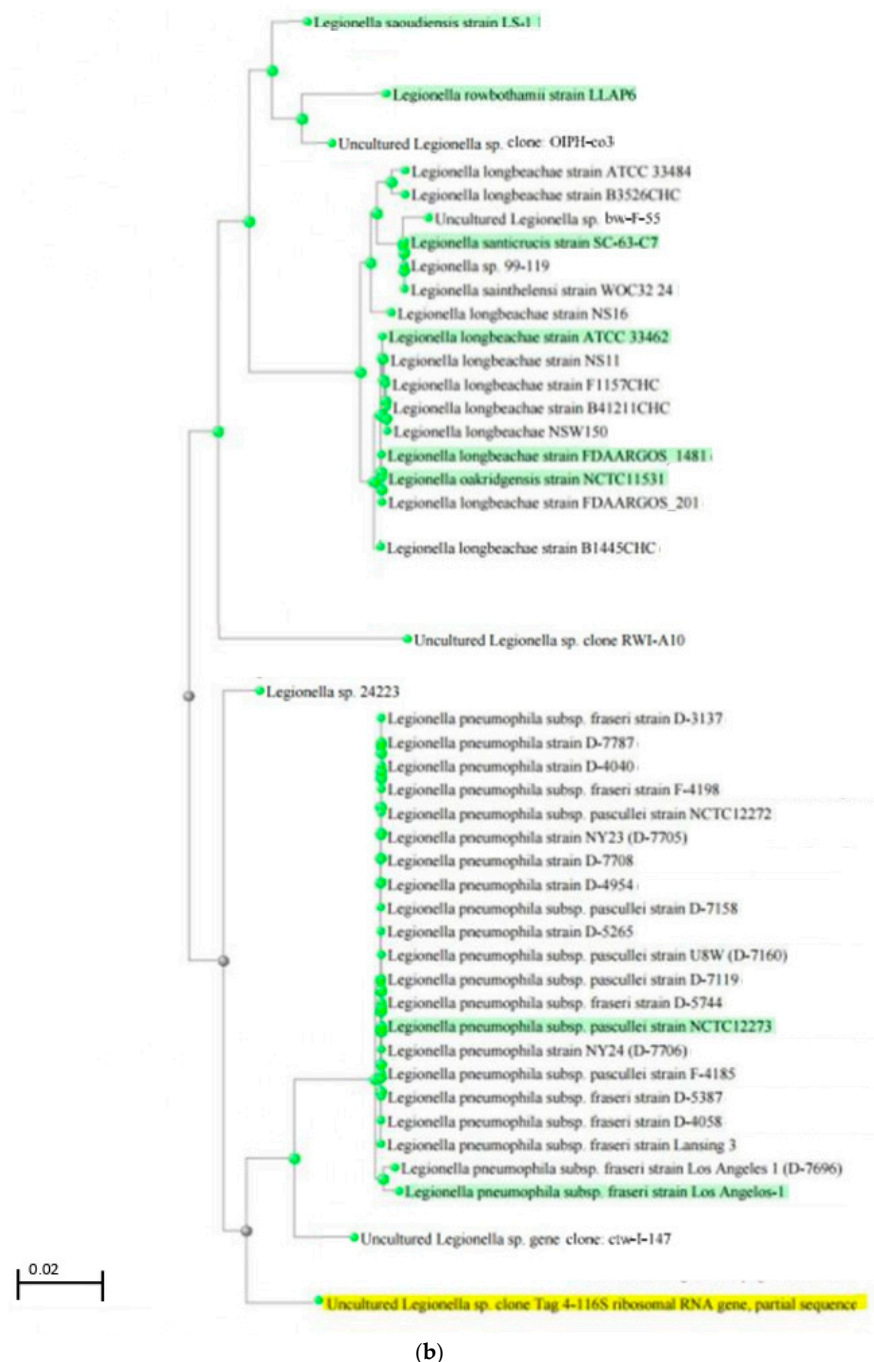 Legionella saoudiensis strain LS-1
Legionella rowbothamii strain LLAP6
Uncultured Legionella sp. clone: OIPH-co3
Legionella longbeachae strain ATCC 33484
Legionella longbeachae strain B3526CHC
Uncultured Legionella sp. bw-F-55
Legionella santicrucis strain SC-63-C7
Legionella sp. 99-119
Legionella sainthelensi strain WOC32 24
Legionella longbeachae strain NS16
Legionella longbeachae strain ATCC 33462
Legionella longbeachae strain NS11
Legionella longbeachae strain F1157CHC
Legionella longbeachae strain B41211CHC
Legionella longbeachae NSW150
Legionella longbeachae strain FDAARGOS_1481
Legionella oakridgensis strain NCTC11531
Legionella longbeachae strain FDAARGOS_201
Legionella longbeachae strain B1445CHC
Uncultured Legionella sp. clone RWI-A10
Legionella sp. 24223
Legionella pneumophila subsp. fraseri strain D-3137
Legionella pneumophila strain D-7787
Legionella pneumophila strain D-4040
Legionella pneumophila subsp. fraseri strain F-4198
Legionella pneumophila subsp. pascullei strain NCTC12272
Legionella pneumophila strain NY23 (D-7705)
Legionella pneumophila strain D-7708
Legionella pneumophila strain D-4954
Legionella pneumophila subsp. pascullei strain D-7158
Legionella pneumophila strain D-5265
Legionella pneumophila subsp. pascullei strain U8W (D-7160)
Legionella pneumophila subsp. pascullei strain D-7119
Legionella pneumophila subsp. fraseri strain D-5744
Legionella pneumophila subsp. pascullei strain NCTC12273
Legionella pneumophila strain NY24 (D-7706)
Legionella pneumophila subsp. pascullei strain F-4185
Legionella pneumophila subsp. fraseri strain D-5387
Legionella pneumophila subsp. fraseri strain D-4058
Legionella pneumophila subsp. fraseri strain Lansing 3
Legionella pneumophila subsp. fraseri strain Los Angeles 1 (D-7696)
Legionella pneumophila subsp. fraseri strain Los Angelos-1
Uncultured Legionella sp. gene clone: ctw-I-147
0.02
Uncultured Legionella sp. clone Tag 4-116S ribosomal RNA gene, partial sequence
(b)